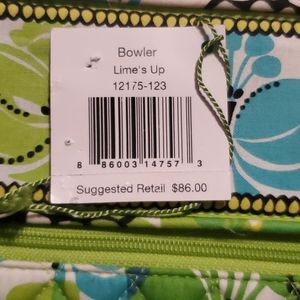 Bowler
Lime's Up
12175-123
8 86003 14757 3
Suggested Retail $86.00